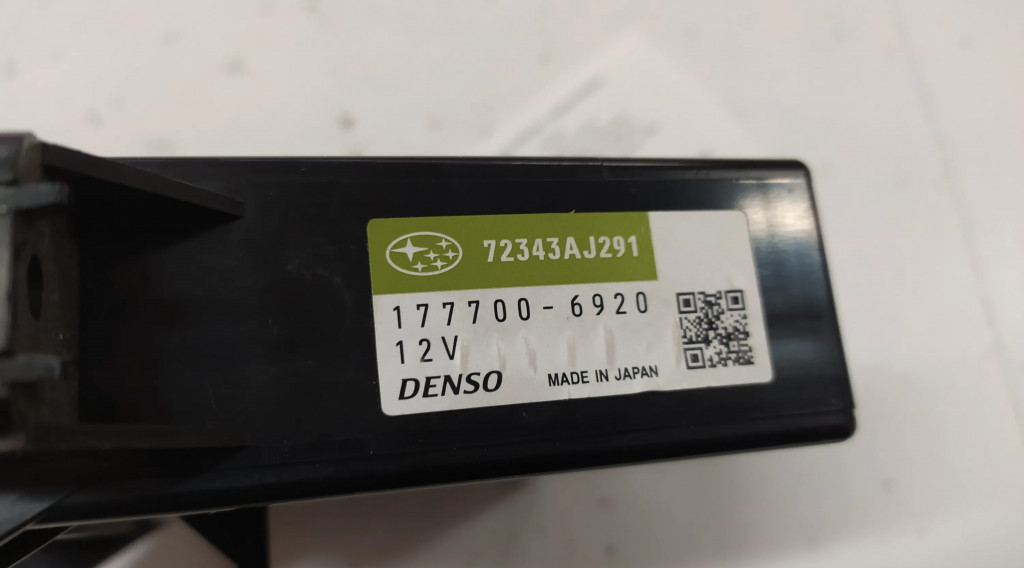 72343AJ291
177700-6920
12V
DENSO
MADE IN JAPAN